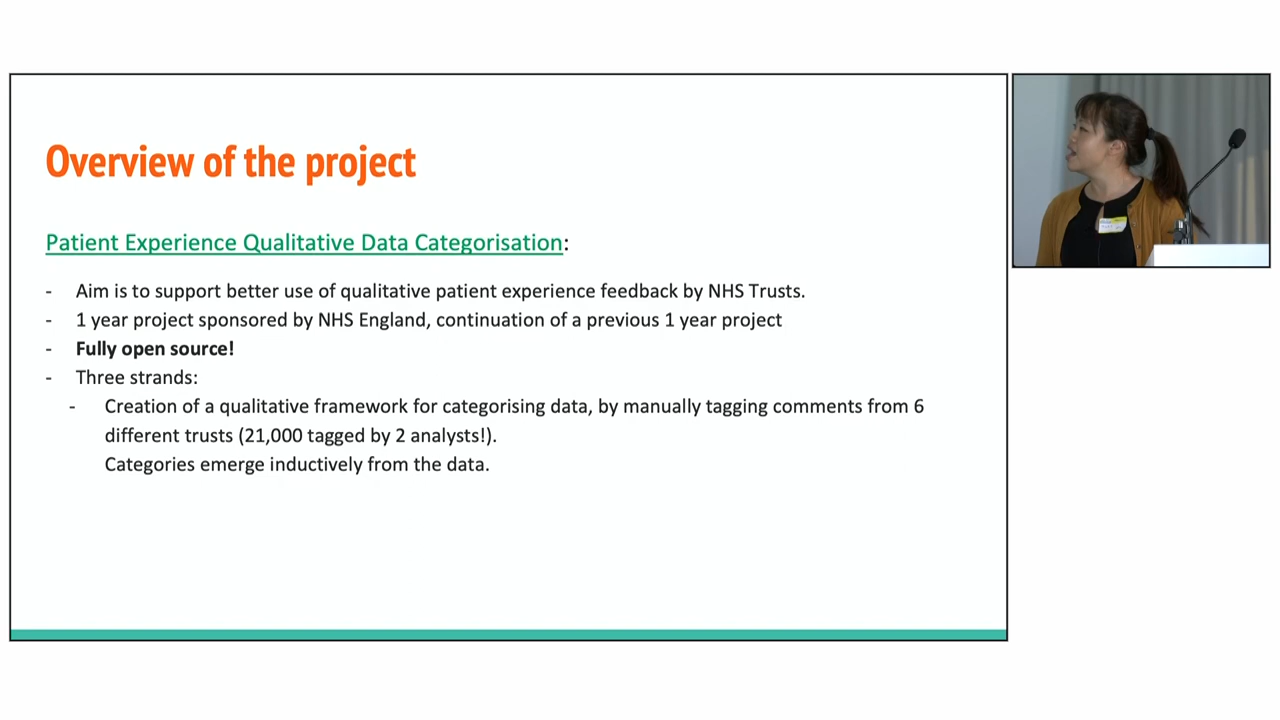 Overview of the project
Patient Experience Qualitative Data Categorisation:
- Aim is to support better use of qualitative patient experience feedback by NHS Trusts.
- 1 year project sponsored by NHS England, continuation of a previous 1 year project
- Fully open source!
- Three strands:
- Creation of a qualitative framework for categorising data, by manually tagging comments from 6
different trusts (21,000 tagged by 2 analysts!).
Categories emerge inductively from the data.